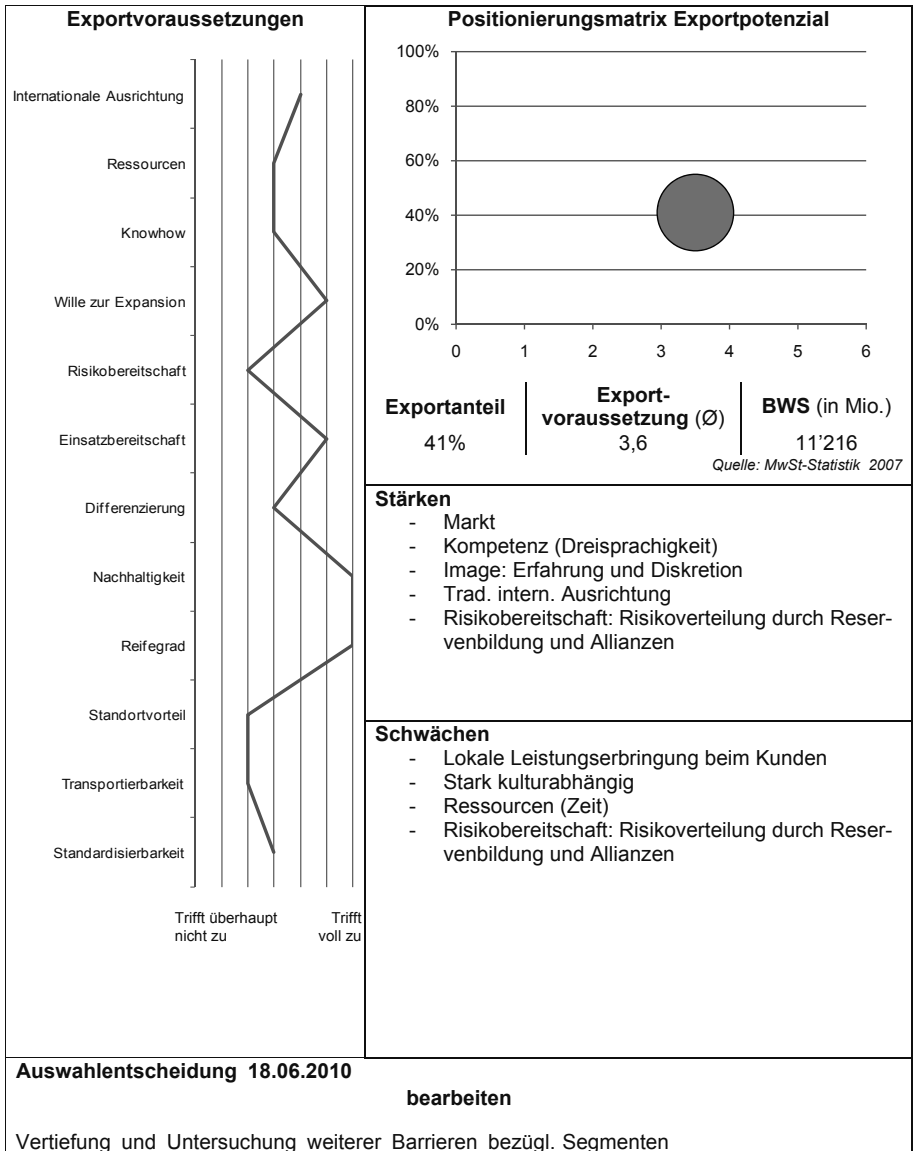 Exportvoraussetzungen
Internationale Ausrichtung
Ressourcen
Knowhow
Wille zur Expansion
Risikobereitschaft
Einsatzbereitschaft
Differenzierung
Nachhaltigkeit
Reifegrad
Standortvorteil
Transportierbarkeit
Standardisierbarkeit
Trifft überhaupt
nicht zu
Trifft
voll zu
Positionierungsmatrix Exportpotenzial
100%
80%
60%
40%
20%
0%
0 1 2 3 4 5 6
Exportanteil
41%
Export-
voraussetzung (Ø)
3,6
BWS (in Mio.)
11’216
Quelle: MwSt-Statistik 2007
Stärken
- Markt
- Kompetenz (Dreisprachigkeit)
- Image: Erfahrung und Diskretion
- Trad. intern. Ausrichtung
- Risikobereitschaft: Risikoverteilung durch Reser-
venbildung und Allianzen
Schwächen
- Lokale Leistungserbringung beim Kunden
- Stark kulturabhängig
- Ressourcen (Zeit)
- Risikobereitschaft: Risikoverteilung durch Reser-
venbildung und Allianzen
Auswahlentscheidung 18.06.2010
bearbeiten
Vertiefung und Untersuchung weiterer Barrieren bezügl. Segmenten